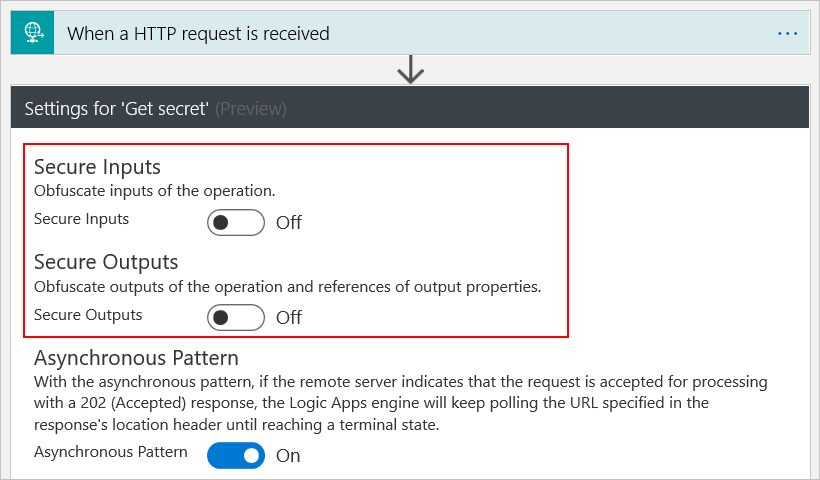 When a HTTP request is received
Settings for 'Get secret' (Preview)
Secure Inputs
Obfuscate inputs of the operation.
Secure Inputs Off
Secure Outputs
Obfuscate outputs of the operation and references of output properties.
Secure Outputs Off
Asynchronous Pattern
With the asynchronous pattern, if the remote server indicates that the request is accepted for processing
with a 202 (Accepted) response, the Logic Apps engine will keep polling the URL specified in the
response's location header until reaching a terminal state.
Asynchronous Pattern On